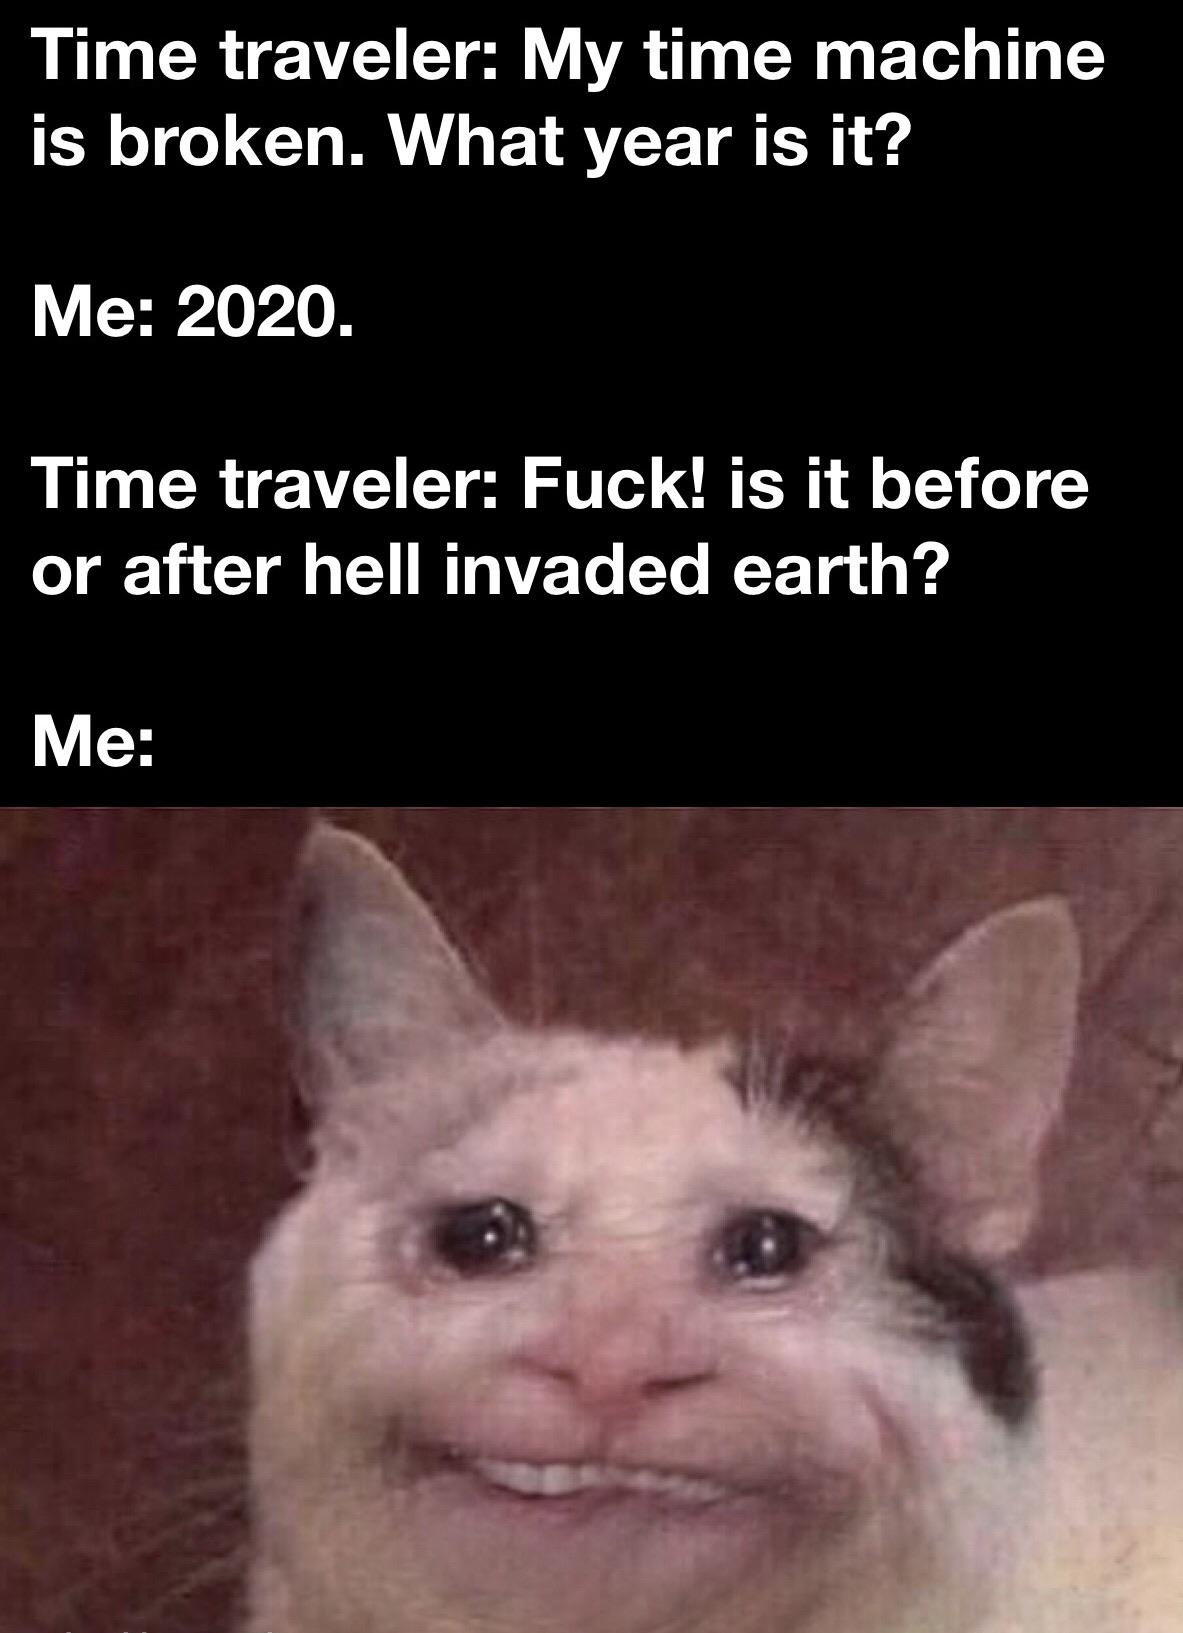 Time traveler: My time machine
is broken. What year is it?
Me: 2020.
Time traveler: Fuck! is it before
or after hell invaded earth?
Me: